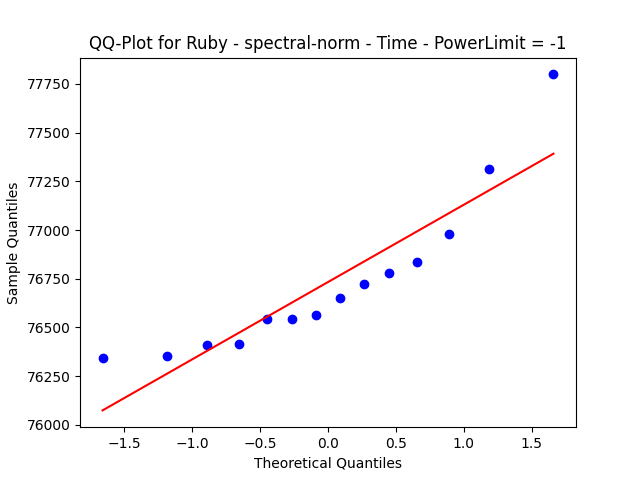 QQ-Plot for Ruby - spectral-norm - Time - PowerLimit = -1
77750
77500
77250
77000
76750
76500
76250
76000
Sample Quantiles
−1.5 −1.0 −0.5 0.0 0.5 1.0 1.5
Theoretical Quantiles